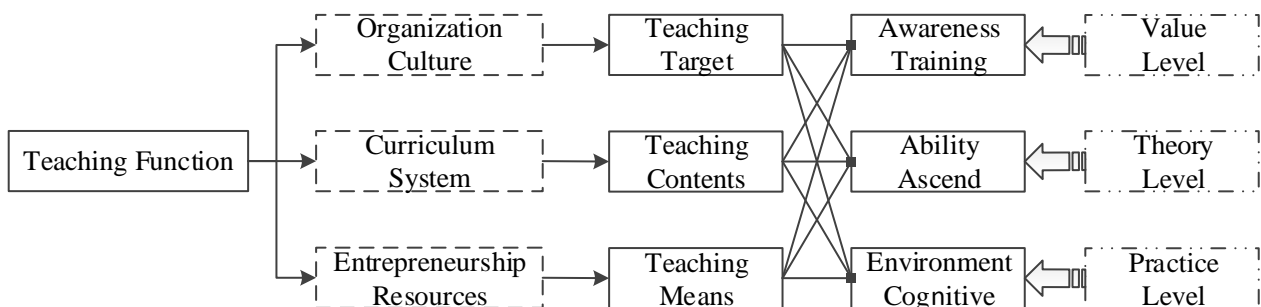 Organization
Culture
Teaching
Target
Awareness
Training
Value
Level
Teaching Function
Curriculum
System
Teaching
Contents
Ability
Ascend
Theory
Level
Entrepreneurship
Resources
Teaching
Means
Environment
Cognitive
Practice
Level